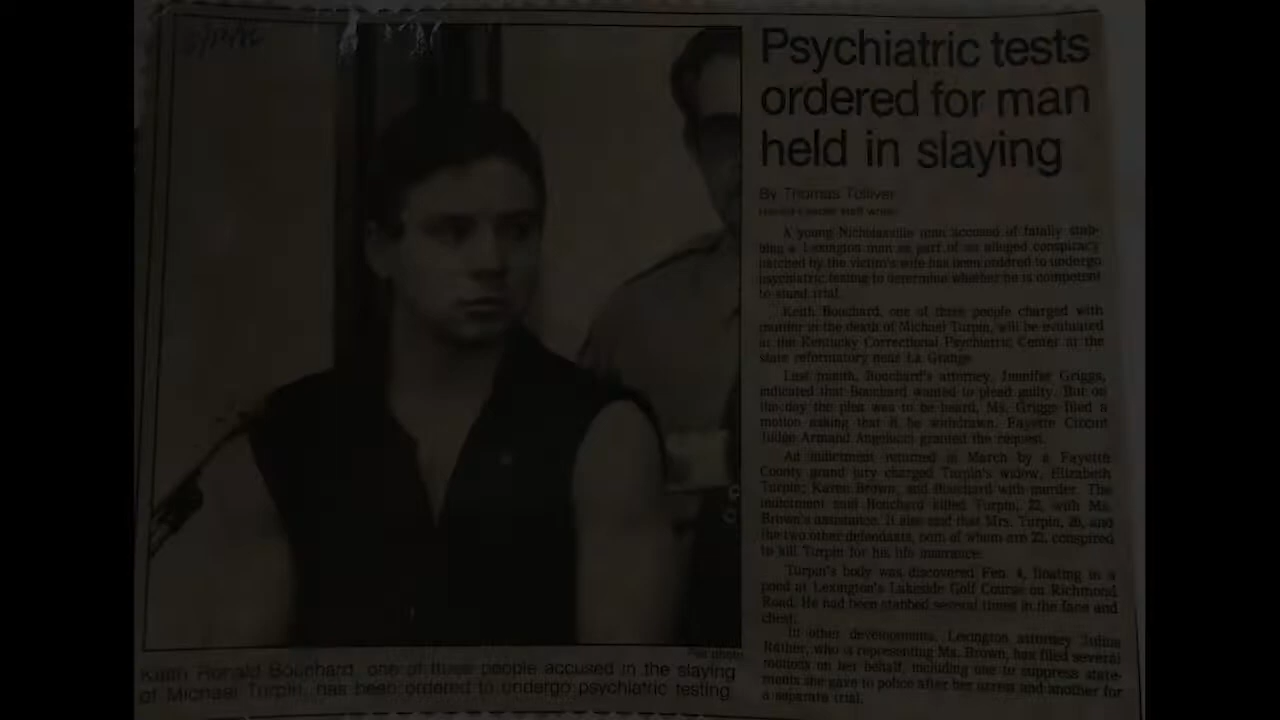 Psychiatric tests
ordered for man
held in slaying
By Thomas Tolliver
Herald-Leader staff writer
A young Nicholasville man accused of fatally stab-
bing a Lexington man as part of an alleged conspiracy
hatched by the victim's wife has been ordered to undergo
psychiatric testing to determine whether he is competent
to stand trial.
Keith Bouchard, one of three people charged with
murder in the death of Michael Turpin, will be evaluated
at the Kentucky Correctional Psychiatric Center at the
state reformatory near La Grange.
Last month, Bouchard's attorney, Jennifer Griggs,
indicated that Bouchard wanted to plead guilty. But on
the day the plea was to be heard, Ms. Griggs filed a
motion asking that it be withdrawn. Fayette Circuit
Judge Armand Angelucci granted the request.
An indictment returned in March by a Fayette
County grand jury charged Turpin's widow, Elizabeth
Turpin; Karen Brown; and Bouchard with murder. The
indictment said Bouchard killed Turpin, 22, with Ms.
Brown's assistance. It also said that Mrs. Turpin, 20, and
the two other defendants, both of whom are 22, conspired
to kill Turpin for his life insurance.
Turpin's body was discovered Feb. 4, floating in a
pond at Lexington's Lakeside Golf Course on Richmond
Road. He had been stabbed several times in the face and
chest.
In other developments, Lexington attorney Julius
Rather, who is representing Ms. Brown, has filed several
motions on her behalf, including one to suppress state-
ments she gave to police after her arrest and another for
a separate trial.
File photo
Keith Ronald Bouchard, one of three people accused in the slaying
of Michael Turpin, has been ordered to undergo psychiatric testing